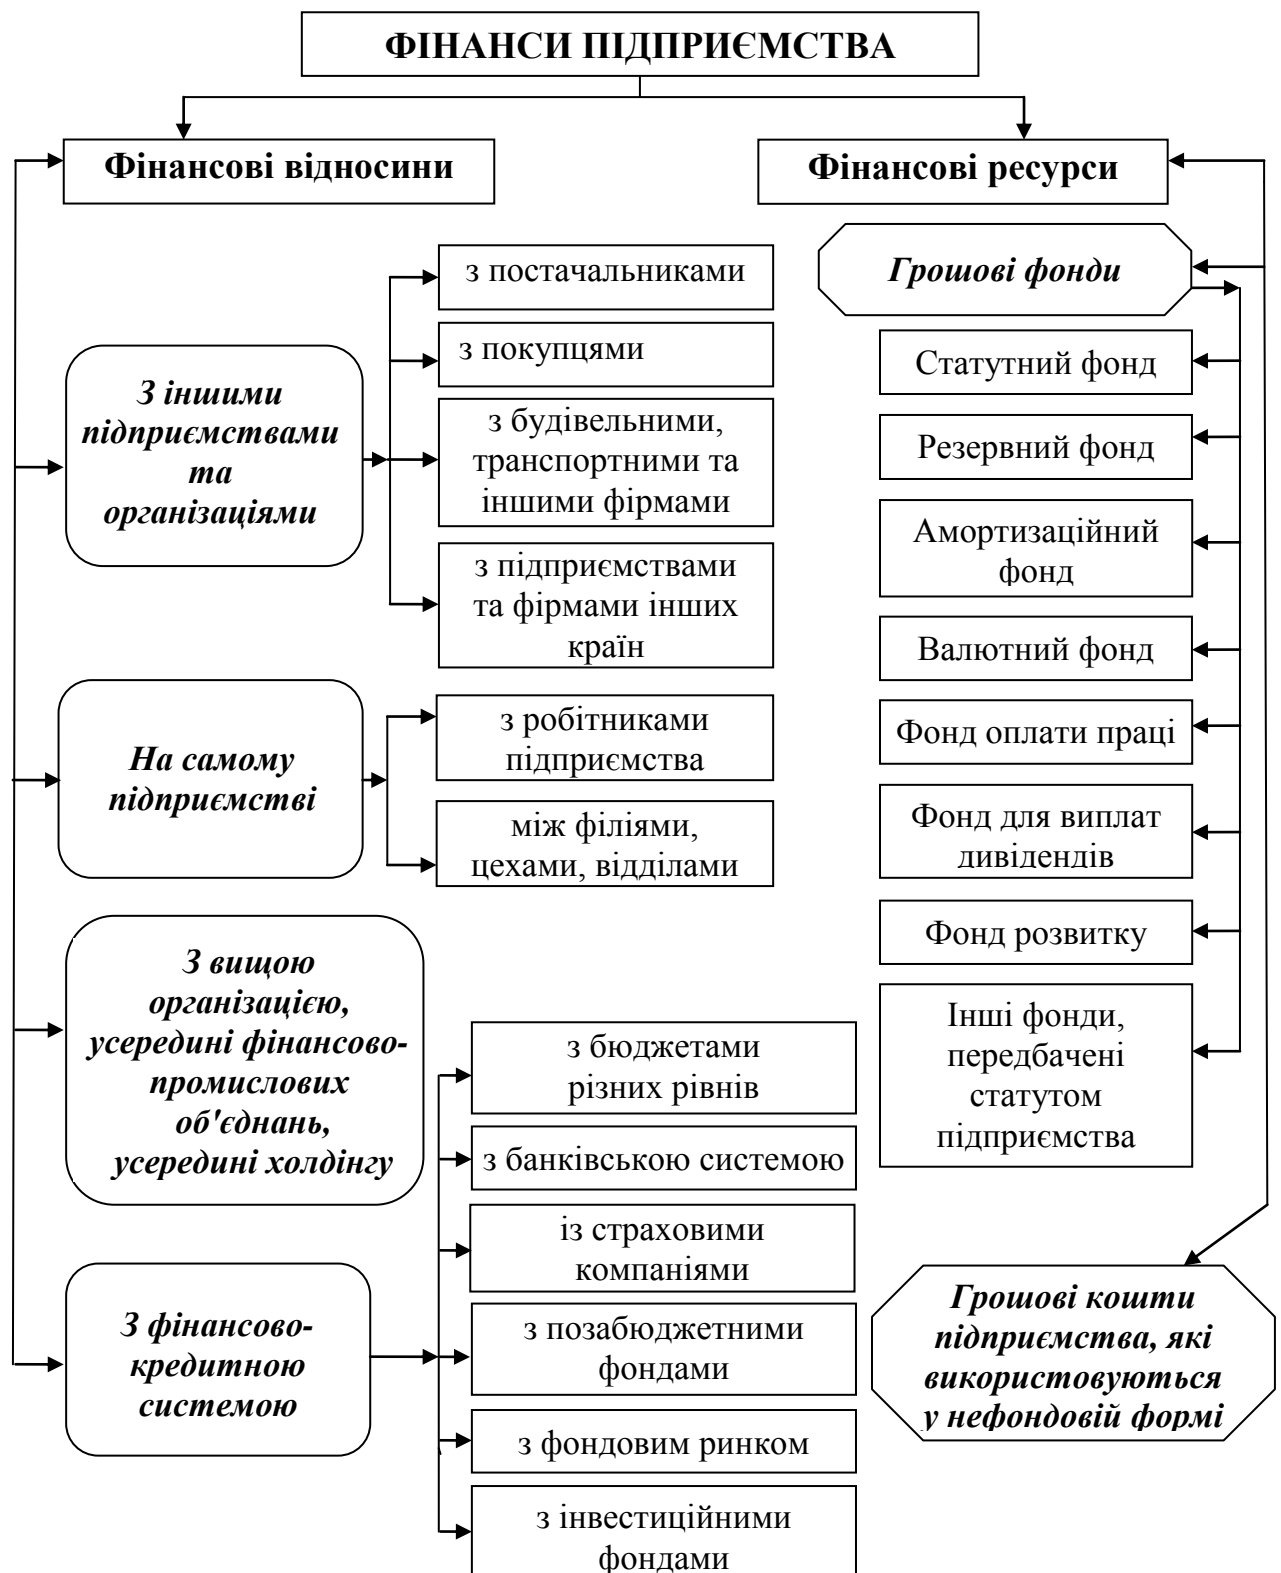 ФІНАНСИ ПІДПРИЄМСТВА
Фінансові відносини
Фінансові ресурси
З іншими
підприємствами
та
організаціями
з постачальниками
з покупцями
з будівельними,
транспортними та
іншими фірмами
з підприємствами
та фірмами інших
країн
На самому
підприємстві
з робітниками
підприємства
між філіями,
цехами, відділами
З вищою
організацією,
усередині фінансово-
промислових
об'єднань,
усередині холдінгу
З фінансово-
кредитною
системою
з бюджетами
різних рівнів
з банківською системою
із страховими
компаніями
з позабюджетними
фондами
з фондовим ринком
з інвестиційними
фондами
Грошові фонди
Статутний фонд
Резервний фонд
Амортизаційний
фонд
Валютний фонд
Фонд оплати праці
Фонд для виплат
дивідендів
Фонд розвитку
Інші фонди,
передбачені
статутом
підприємства
Грошові кошти
підприємства, які
використовуються
у нефондовій формі